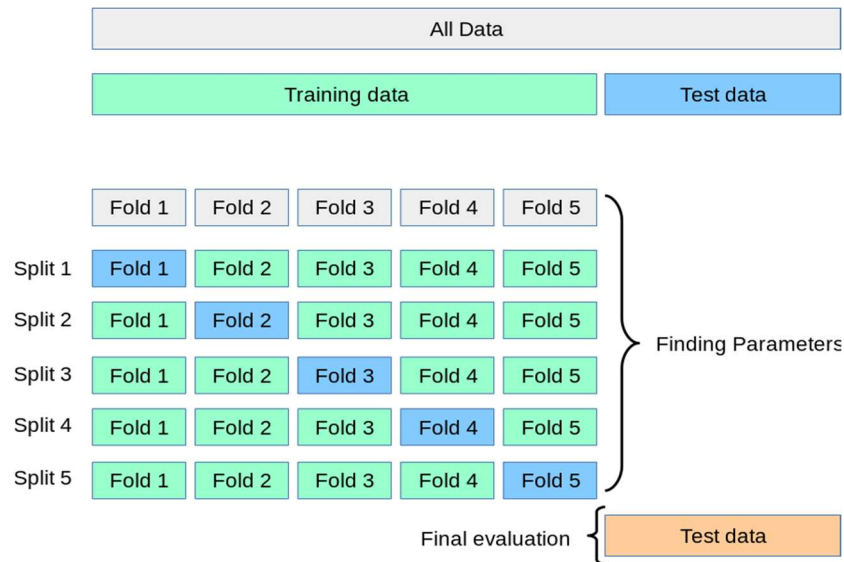 All Data
Training data Test data
Fold 1 Fold 2 Fold 3 Fold 4 Fold 5
Split 1 Fold 1 Fold 2 Fold 3 Fold 4 Fold 5
Split 2 Fold 1 Fold 2 Fold 3 Fold 4 Fold 5
Finding Parameters
Split 3 Fold 1 Fold 2 Fold 3 Fold 4 Fold 5
Split 4 Fold 1 Fold 2 Fold 3 Fold 4 Fold 5
Split 5 Fold 1 Fold 2 Fold 3 Fold 4 Fold 5
Final evaluation Test data